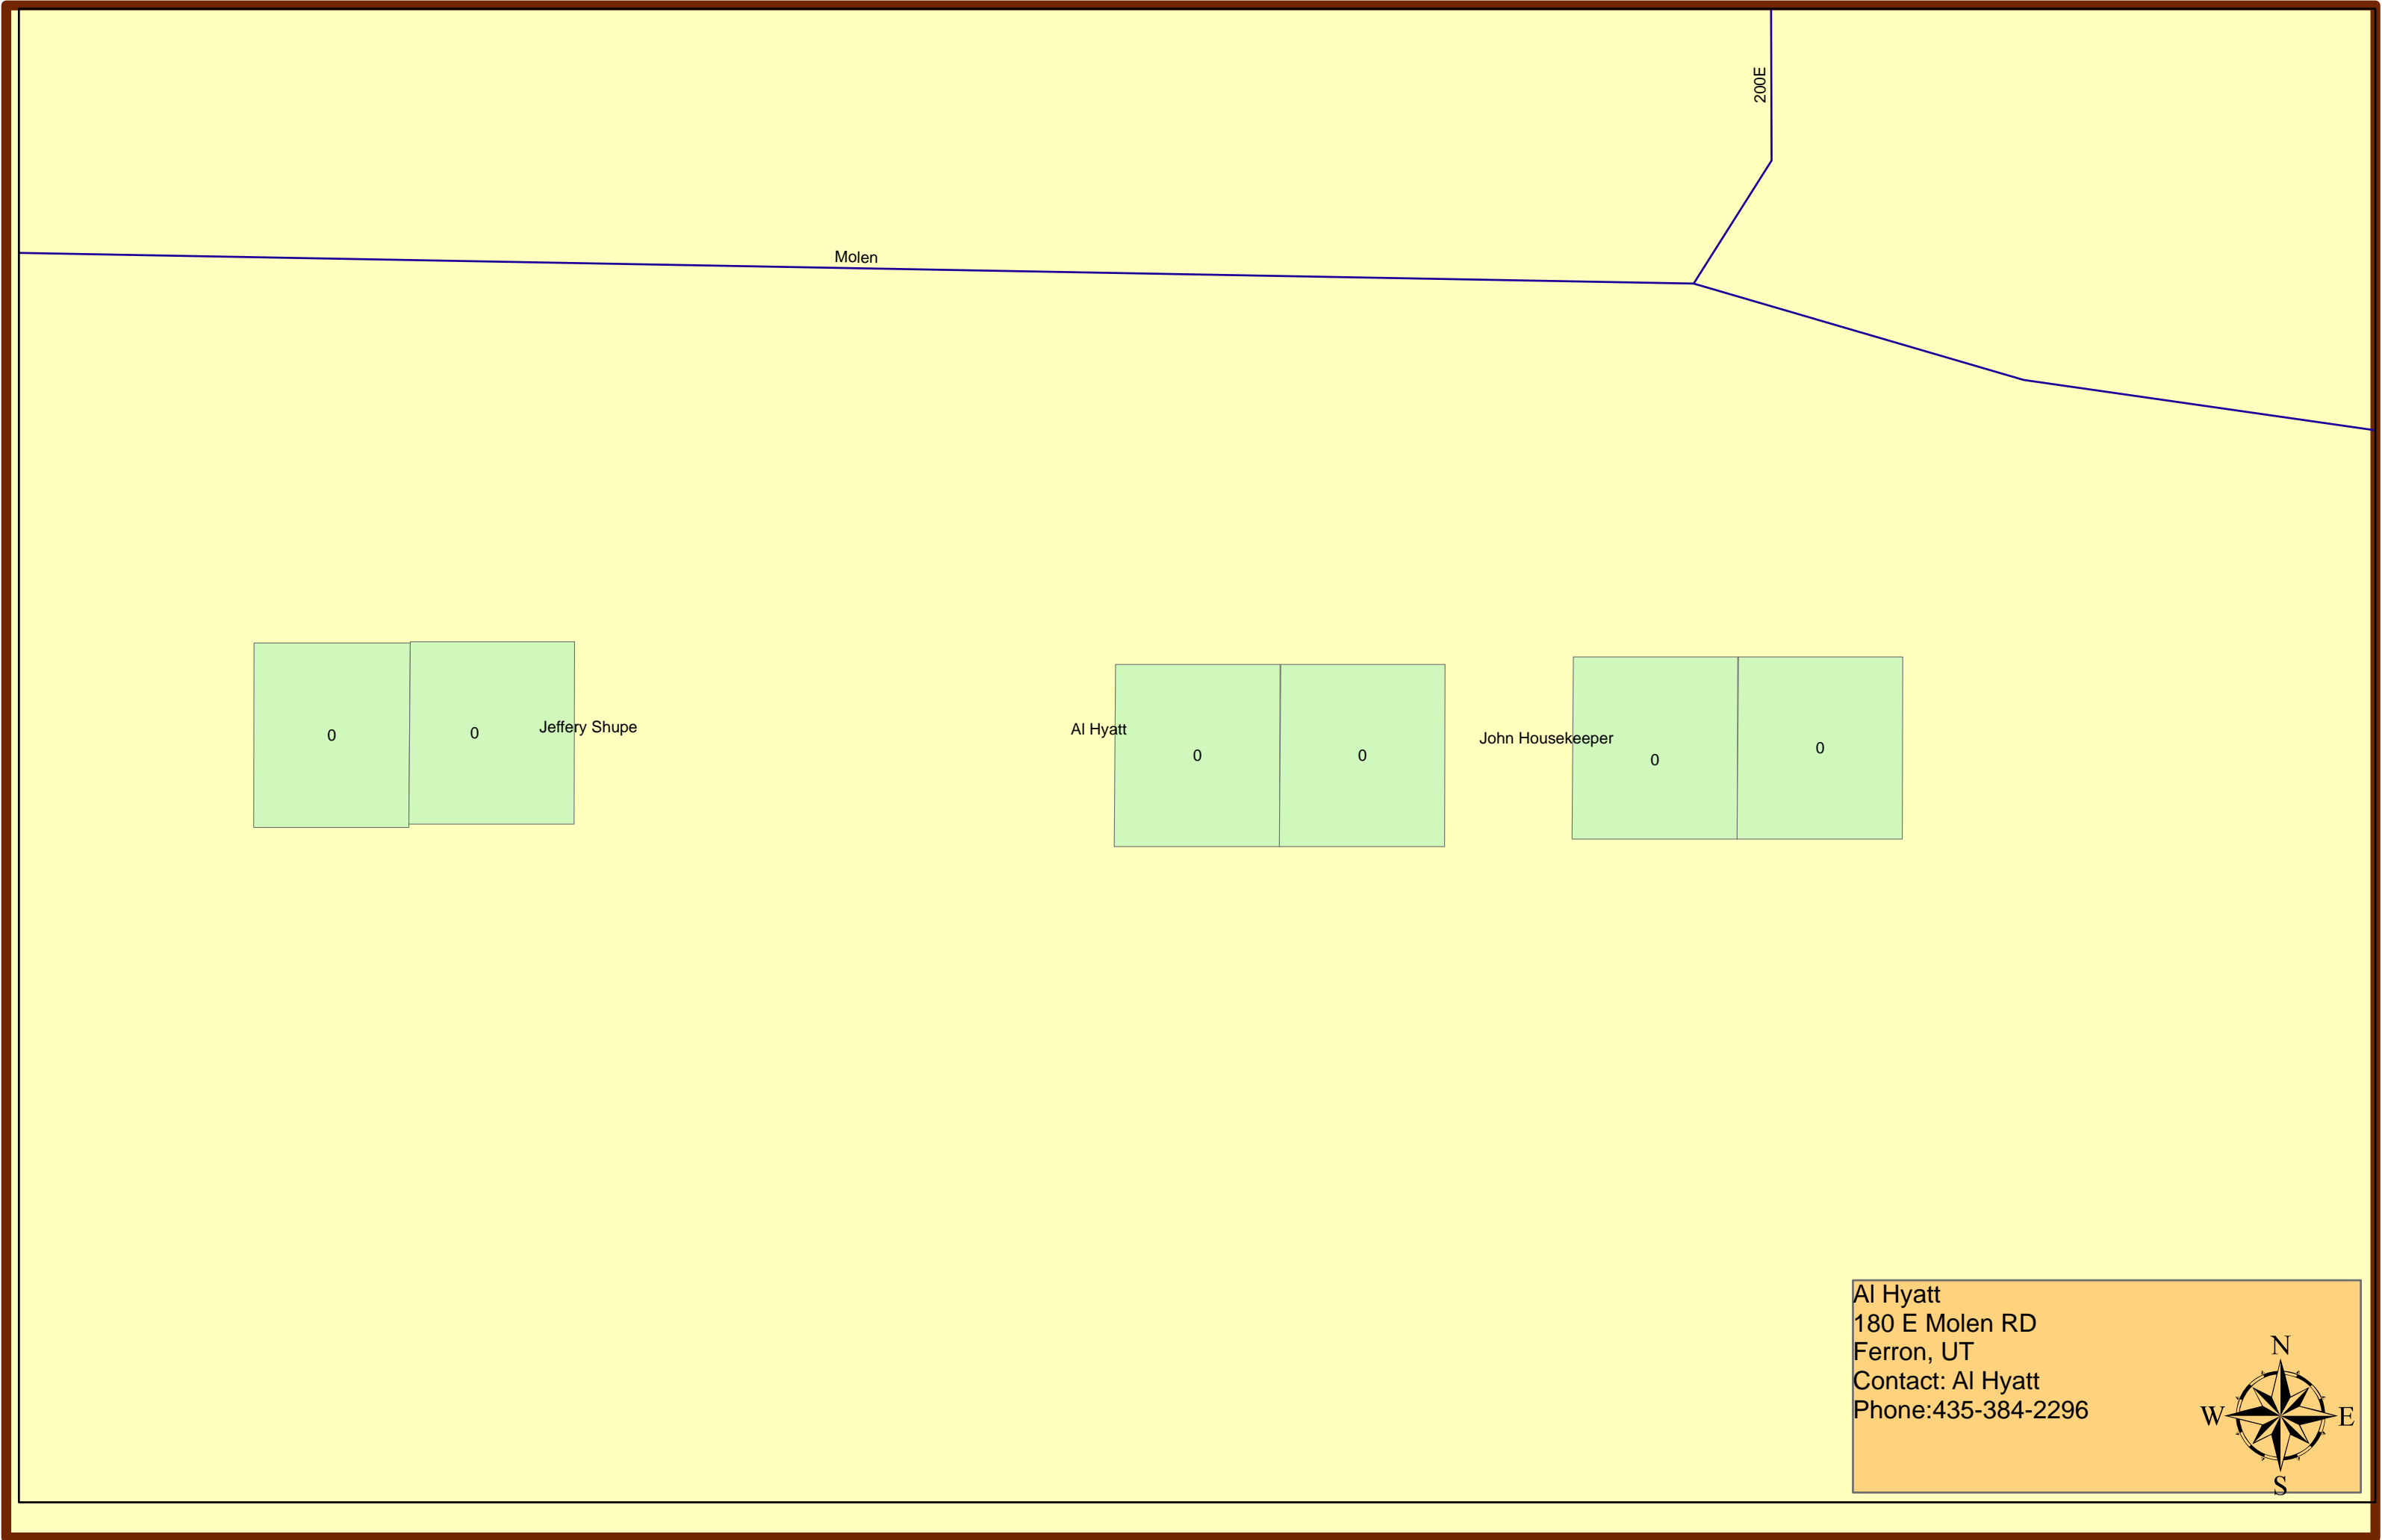 200E
Molen
Jeffery Shupe
0
0
Al Hyatt
0
0
John Housekeeper
0
0
Al Hyatt
180 E Molen RD
Ferron, UT
Contact: Al Hyatt
Phone:435-384-2296
N
W
E
S